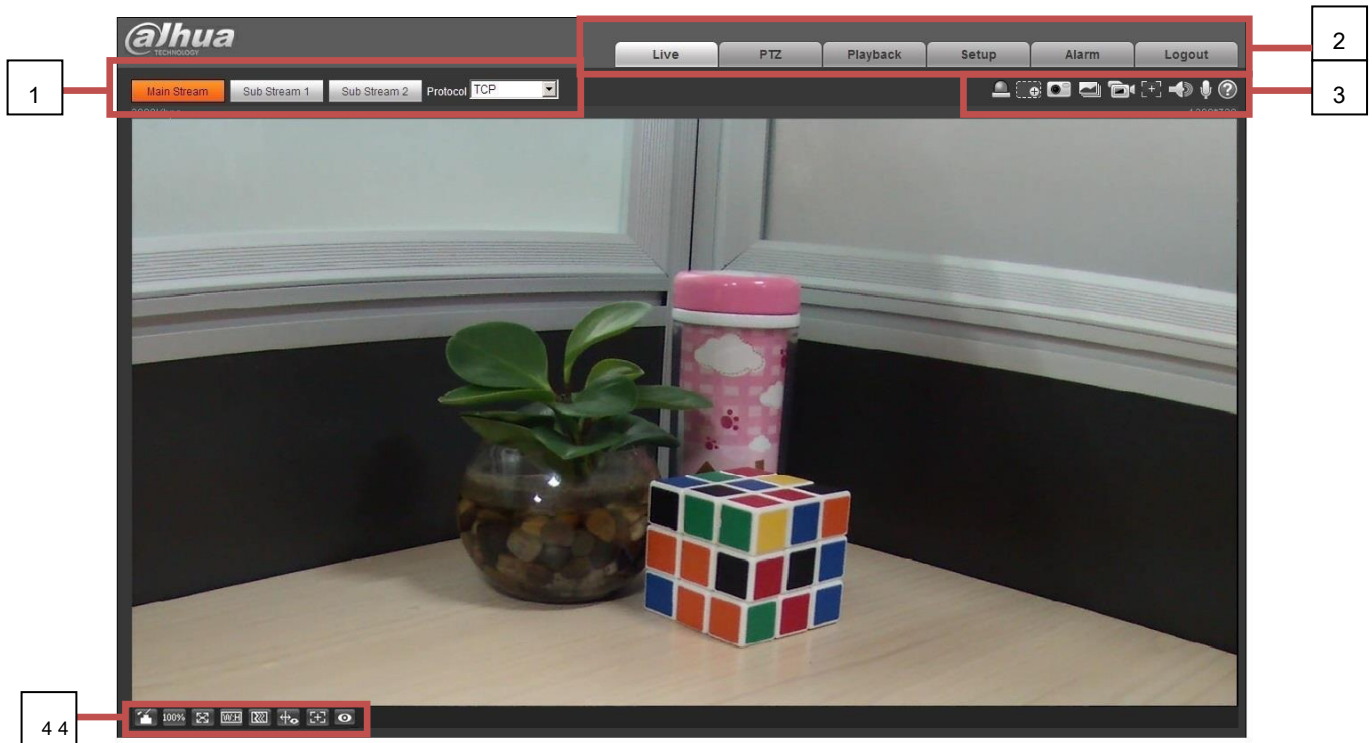 alhua
TECHNOLOGY
2
Live PTZ Playback Setup Alarm Logout
1
Main Stream Sub Stream 1 Sub Stream 2 Protocol TCP
3
100% W:H
4 4